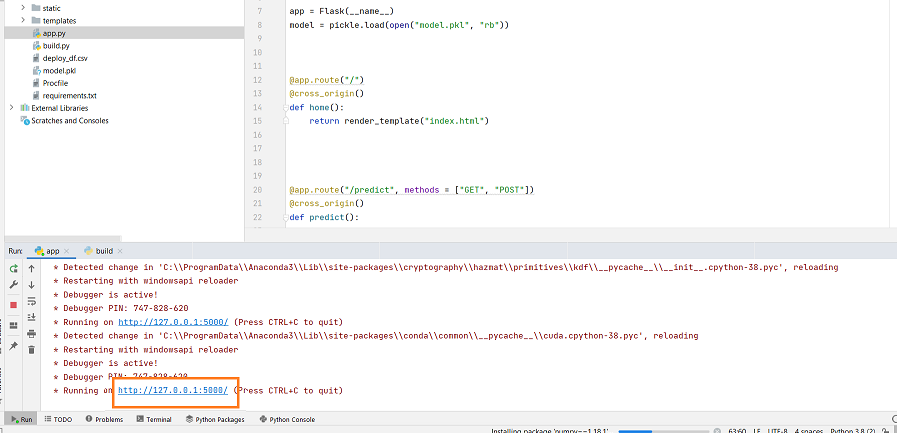 static
templates
app.py
build.py
deploy_df.csv
model.pkl
Procfile
requirements.txt
External Libraries
Scratches and Consoles
7 app = Flask(__name__)
8 model = pickle.load(open("model.pkl", "rb"))
9
10
11
12 @app.route("/")
13 @cross_origin()
14 def home():
15 return render_template("index.html")
16
17
18
19
20 @app.route("/predict", methods = ["GET", "POST"])
21 @cross_origin()
22 def predict():
Run: app × build ×
* Detected change in 'C:\\ProgramData\\Anaconda3\\Lib\\site-packages\\cryptography\\hazmat\\primitives\\kdf\\__pycache__\\__init__.cpython-38.pyc', reloading
* Restarting with windowsapi reloader
* Debugger is active!
* Debugger PIN: 747-828-620
* Running on http://127.0.0.1:5000/ (Press CTRL+C to quit)
* Detected change in 'C:\\ProgramData\\Anaconda3\\Lib\\site-packages\\conda\\common\\__pycache__\\cuda.cpython-38.pyc', reloading
* Restarting with windowsapi reloader
* Debugger is active!
* Debugger PIN: 747-828-620
* Running on http://127.0.0.1:5000/ (Press CTRL+C to quit)
Run TODO Problems Terminal Python Packages Python Console
Installing package 'numpy==1.18.1' 63:60 LF UTF-8 4 spaces Python 3.8 (2)